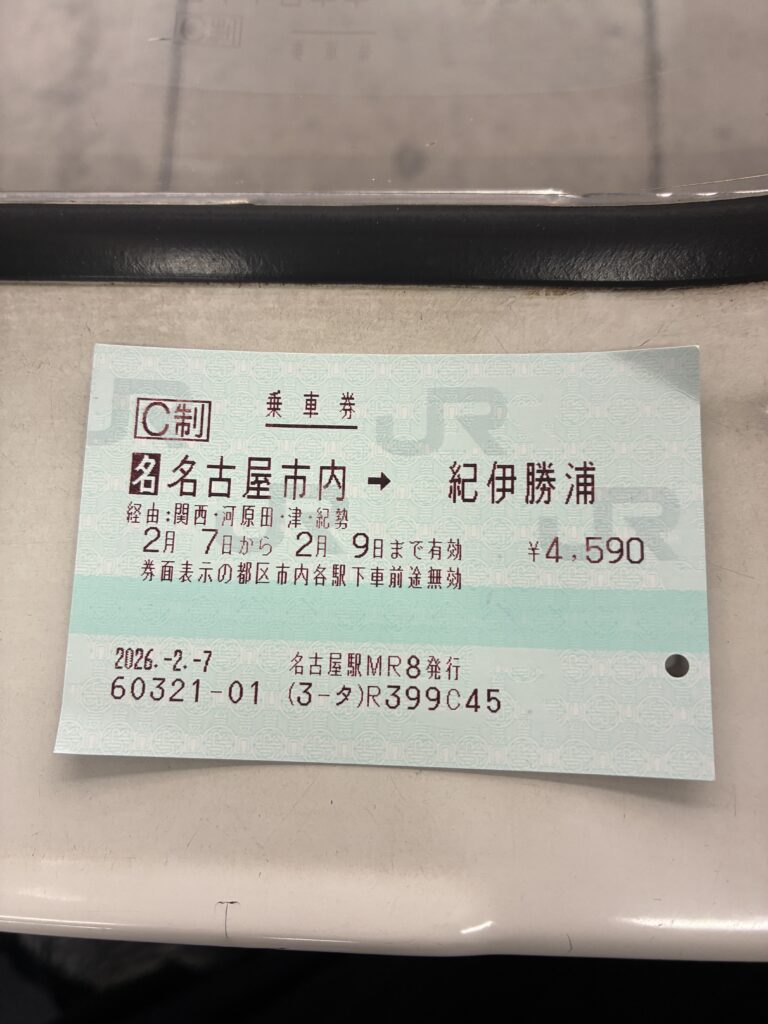 C制 乗車券
名 名古屋市内 → 紀伊勝浦
経由:関西・河原田・津・紀勢
2月 7日から 2月 9日まで有効 ¥4,590
券面表示の都区市内各駅下車前途無効
2026.-2.-7 名古屋駅MR8発行
60321-01 (3-タ)R399C45